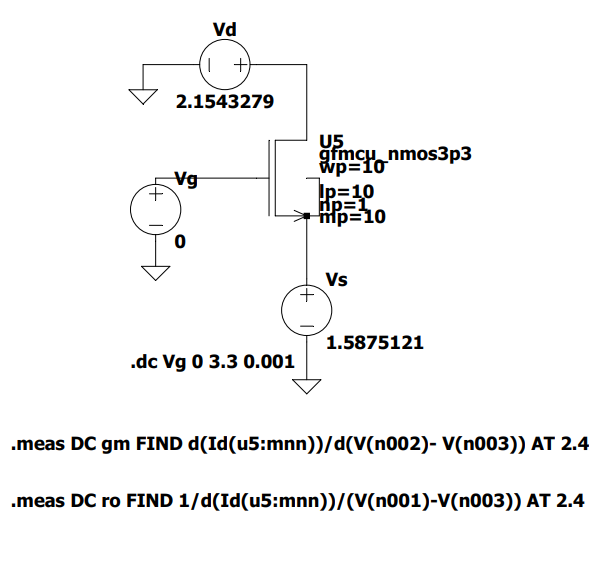 Vd
2.1543279
U5
gfmcu_nmos3p3
wp=10
Vg
lp=10
np=1
mp=10
0
Vs
1.5875121
.dc Vg 0 3.3 0.001
.meas DC gm FIND d(Id(u5:mnn))/d(V(n002)- V(n003)) AT 2.4
.meas DC ro FIND 1/d(Id(u5:mnn))/(V(n001)-V(n003)) AT 2.4